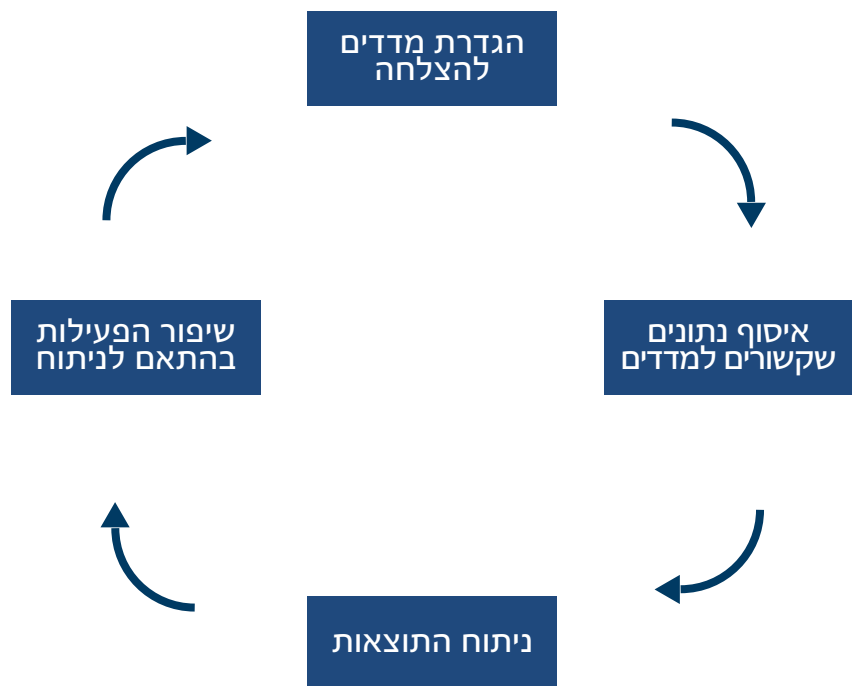 הגדרת מדדים
להצלחה
איסוף נתונים
שקשורים למדדים
ניתוח התוצאות
שיפור הפעילות
בהתאם לניתוח